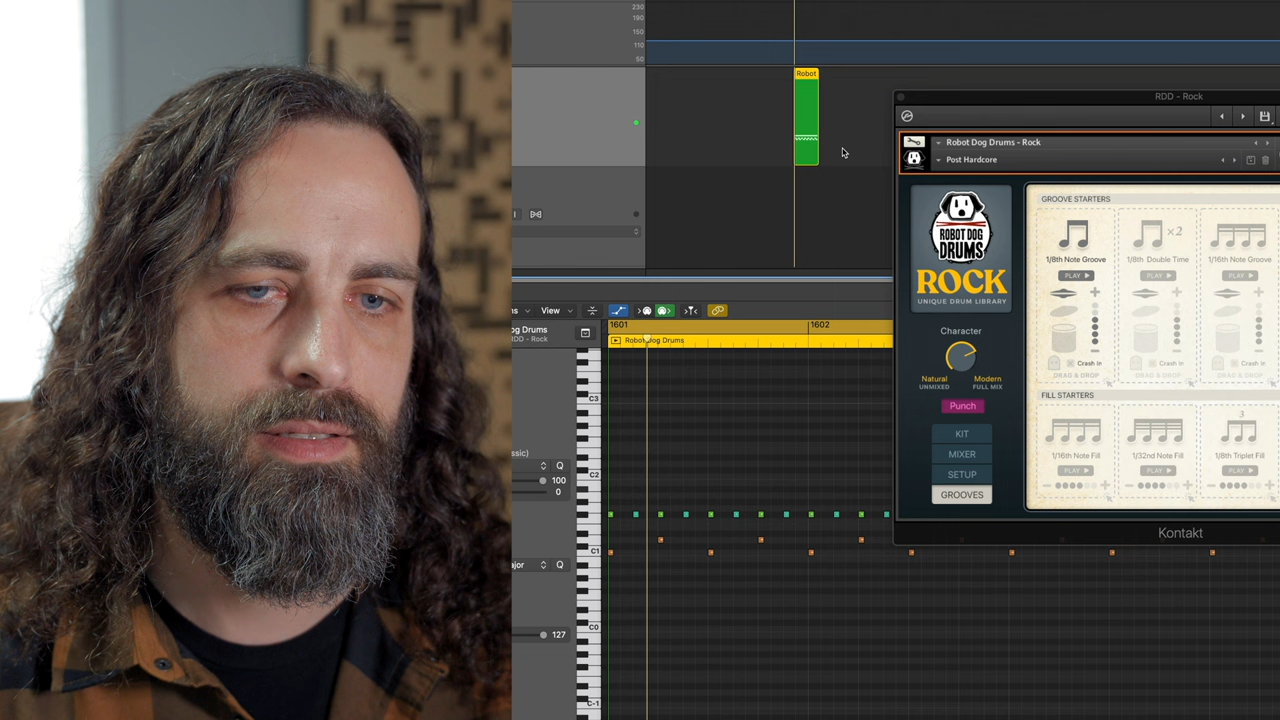 230
190
150
110
50
Robot
RDD - Rock
Robot Dog Drums - Rock
Post Hardcore
ROBOT DOG
DRUMS
ROCK
UNIQUE DRUM LIBRARY
Character
Natural
UNMIXED
Modern
FULL MIX
Punch
KIT
MIXER
SETUP
GROOVES
GROOVE STARTERS
×2
1/8th Note Groove
1/8th Double Time
1/16th Note Groove
PLAY
PLAY
PLAY
Crash in
Crash in
Crash in
DRAG & DROP
DRAG & DROP
DRAG & DROP
FILL STARTERS
3
1/16th Note Fill
1/32nd Note Fill
1/8th Triplet Fill
PLAY
PLAY
PLAY
Kontakt
View
og Drums
RDD - Rock
1601
1602
Robot Dog Drums
C3
C2
C1
C0
C-1
ssic)
Q
100
0
ajor
Q
127